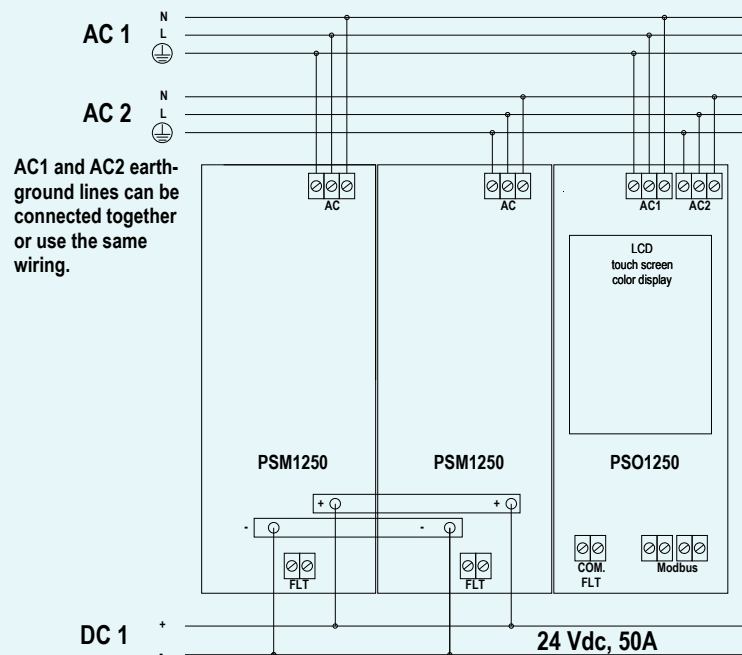 N
AC 1 L
N
AC 2 L
AC1 and AC2 earth-
ground lines can be
connected together
or use the same
wiring.
AC AC AC1 AC2
LCD
touch screen
color display
PSM1250 PSM1250 PSO1250
+ +
- -
FLT FLT COM. Modbus
FLT
DC 1 + 24 Vdc, 50A
-